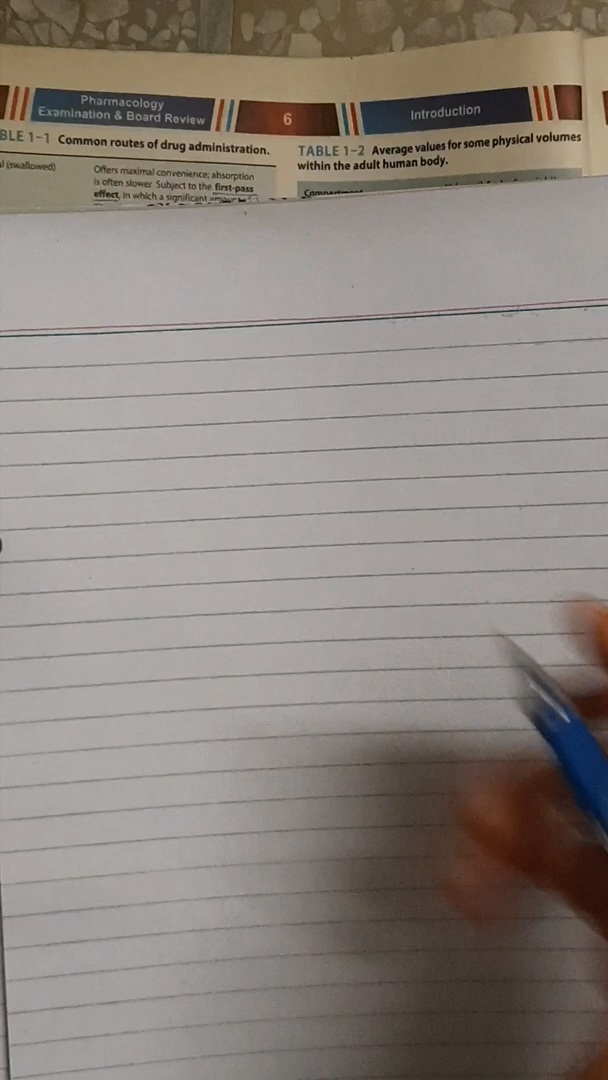 Pharmacology
Examination & Board Review
6
Introduction
BLE 1-1 Common routes of drug administration.
l (swallowed)
Offers maximal convenience; absorption
is often slower. Subject to the first-pass
effect, in which a significant
TABLE 1-2 Average values for some physical volumes
within the adult human body.
Compartment